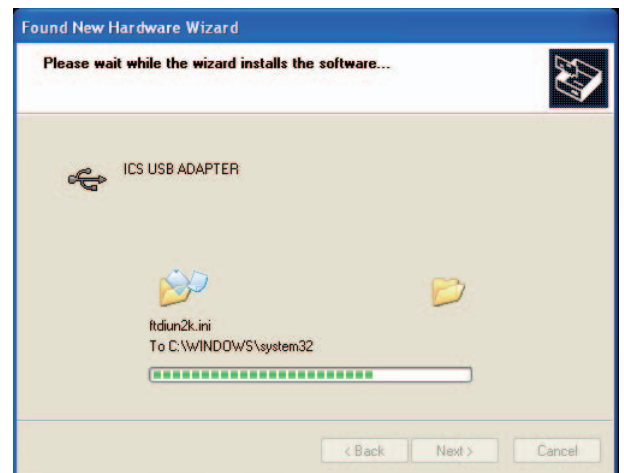 Found New Hardware Wizard
Please wait while the wizard installs the software...
ICS USB ADAPTER
ftdiun2k.ini
To C:\WINDOWS\system32
< Back Next > Cancel